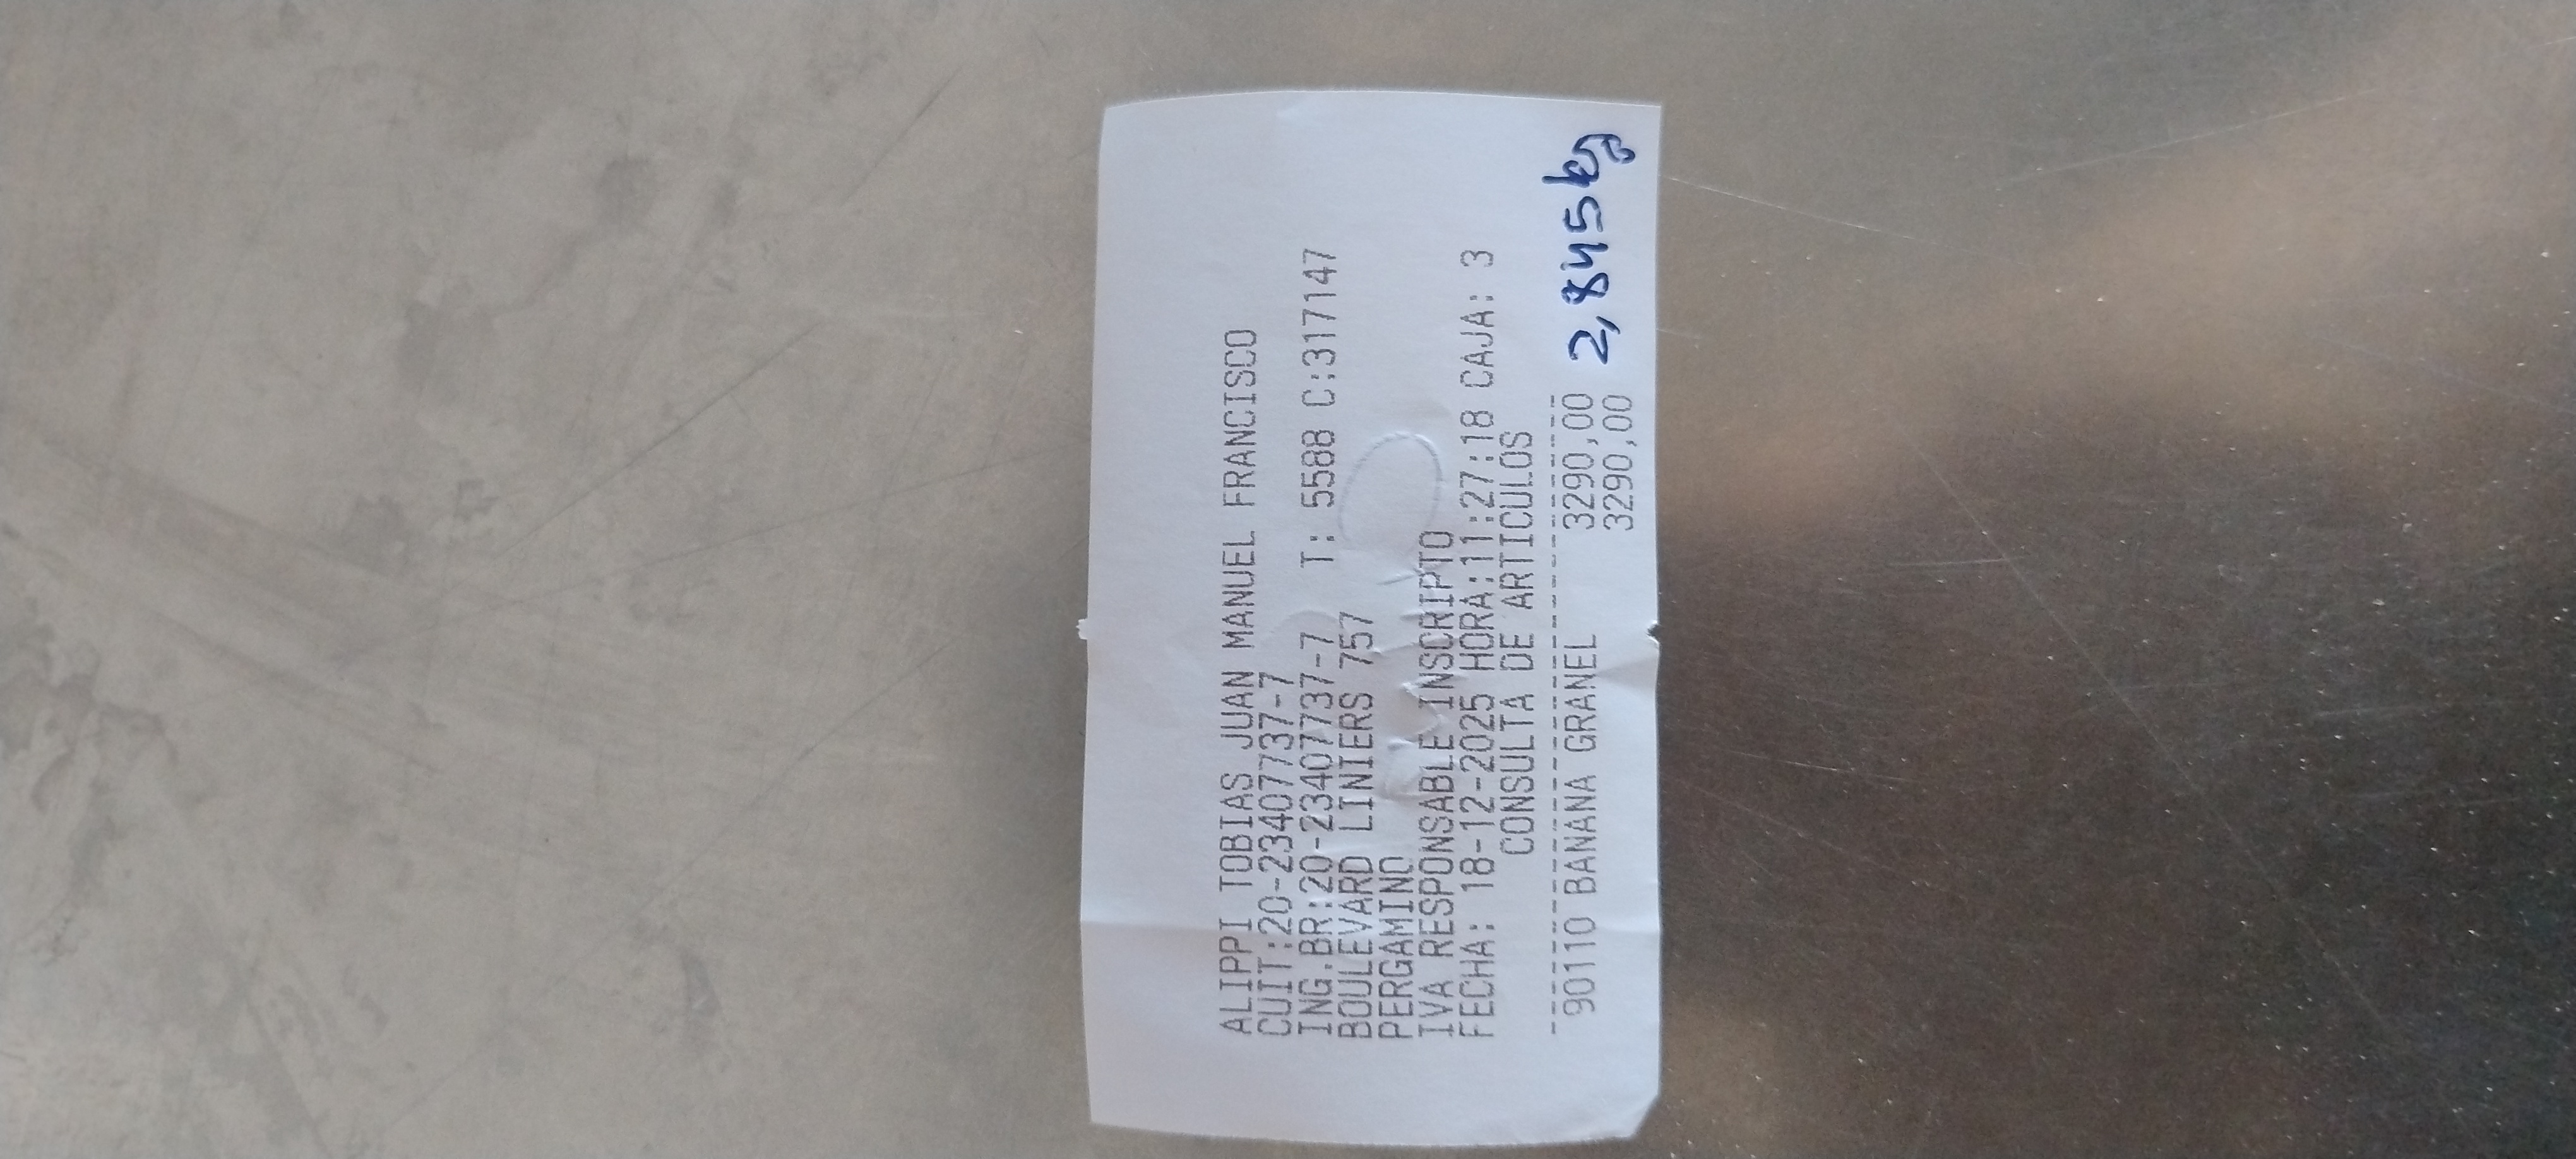 ALIPPI TOBIAS JUAN MANUEL FRANCISCO
CUIT:20-23407737-7
ING.BR:20-23407737-7 T: 5588 C:317147
BOULEVARD LINIERS 757
PERGAMINO
IVA RESPONSABLE INSCRIPTO
FECHA: 18-12-2025 HORA:11:27:18 CAJA: 3
CONSULTA DE ARTICULOS
90110 BANANA GRANEL 3290,00 2,845kg
3290,00